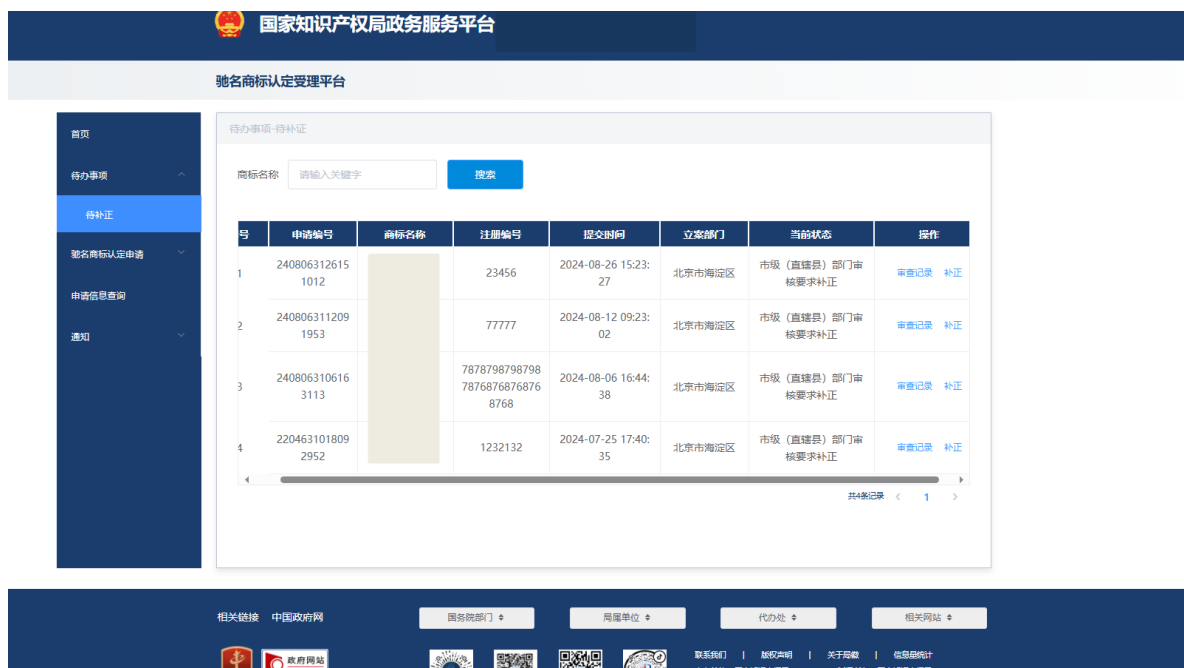 国家知识产权局政务服务平台
驰名商标认定受理平台
首页
待办事项
待补正
驰名商标认定申请
申请信息查询
通知
待办事项-待补正
商标名称 请输入关键字 搜索
号 申请编号 商标名称 注册编号 提交时间 立案部门 当前状态 操作
1 240806312615 23456 2024-08-26 15:23: 北京市海淀区 市级（直辖县）部门审 审查记录 补正
1012 27 核要求补正
2 240806311209 77777 2024-08-12 09:23: 北京市海淀区 市级（直辖县）部门审 审查记录 补正
1953 02 核要求补正
7878798798798
3 240806310616 7876876876876 2024-08-06 16:44: 北京市海淀区 市级（直辖县）部门审 审查记录 补正
3113 8768 38 核要求补正
4 220463101809 1232132 2024-07-25 17:40: 北京市海淀区 市级（直辖县）部门审 审查记录 补正
2952 35 核要求补正
共4条记录 1
相关链接 中国政府网 国务院部门 局属单位 代办处 相关网站
政府网站
联系我们 | 版权声明 | 关于局徽 | 信息量统计